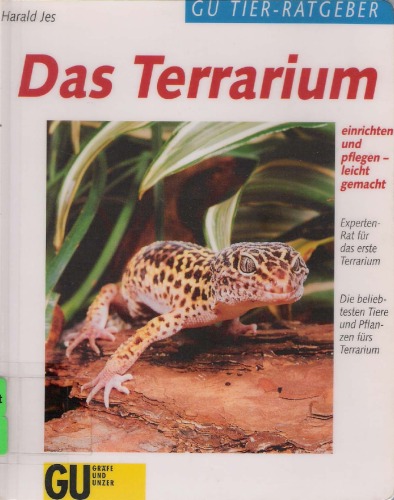 GU TIER-RATGEBER
Harald Jes
Das Terrarium
einrichten
und
pflegen –
leicht
gemacht
Experten-
Rat für
das erste
Terrarium
Die belieb-
testen Tiere
und Pflan-
zen fürs
Terrarium
GU
GRÄFE
UND
UNZER